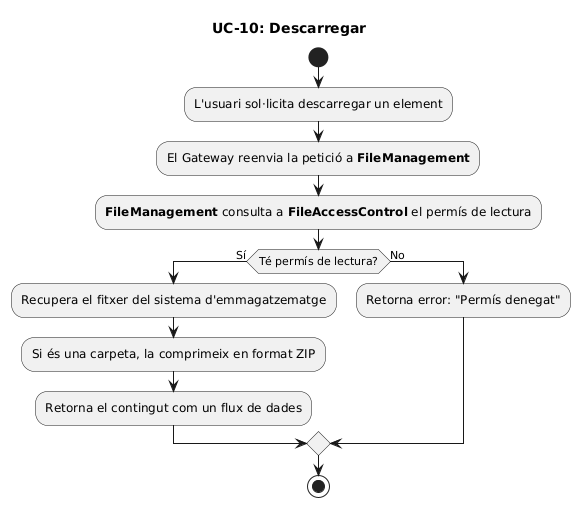 UC-10: Descarregar
L'usuari sol·licita descarregar un element
El Gateway reenvia la petició a FileManagement
FileManagement consulta a FileAccessControl el permís de lectura
Té permís de lectura?
Sí
No
Recupera el fitxer del sistema d'emmagatzematge
Retorna error: "Permís denegat"
Si és una carpeta, la comprimeix en format ZIP
Retorna el contingut com un flux de dades